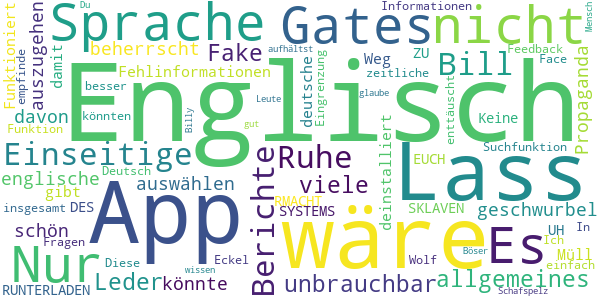 Du
Informationen
Mensch
Funktioniert
empfinde
auszugehen
Sprache
Gates
nicht
beherrscht
Fake
Weg
ZU
Bill
Feedback
Face
damit
Fehlinformationen
aufhältst
deutsche
Eingrenzung
zeitliche
enttäuscht
Propaganda
besser
davon
könnten
Billy
Leute
glaube
Keine
Funktion
gut
Englisch
Einseitige
Ruhe
Lass
Suchfunktion
Deutsch
englische
gibt
auswählen
viele
deinstalliert
EUCH
Müll
einfach
insgesamt
DES
App
Berichte
PMACHT
SYSTEMS
wäre
SKLAVEN
geschwurbel
Es
UH
In
ich
schön
Fragen
Nur
Diese
Eckel
Wolf
Böser
wissen
Leder
könnte
unbrauchbar
allgemeines
RUNTERLADEN
Schafspelz